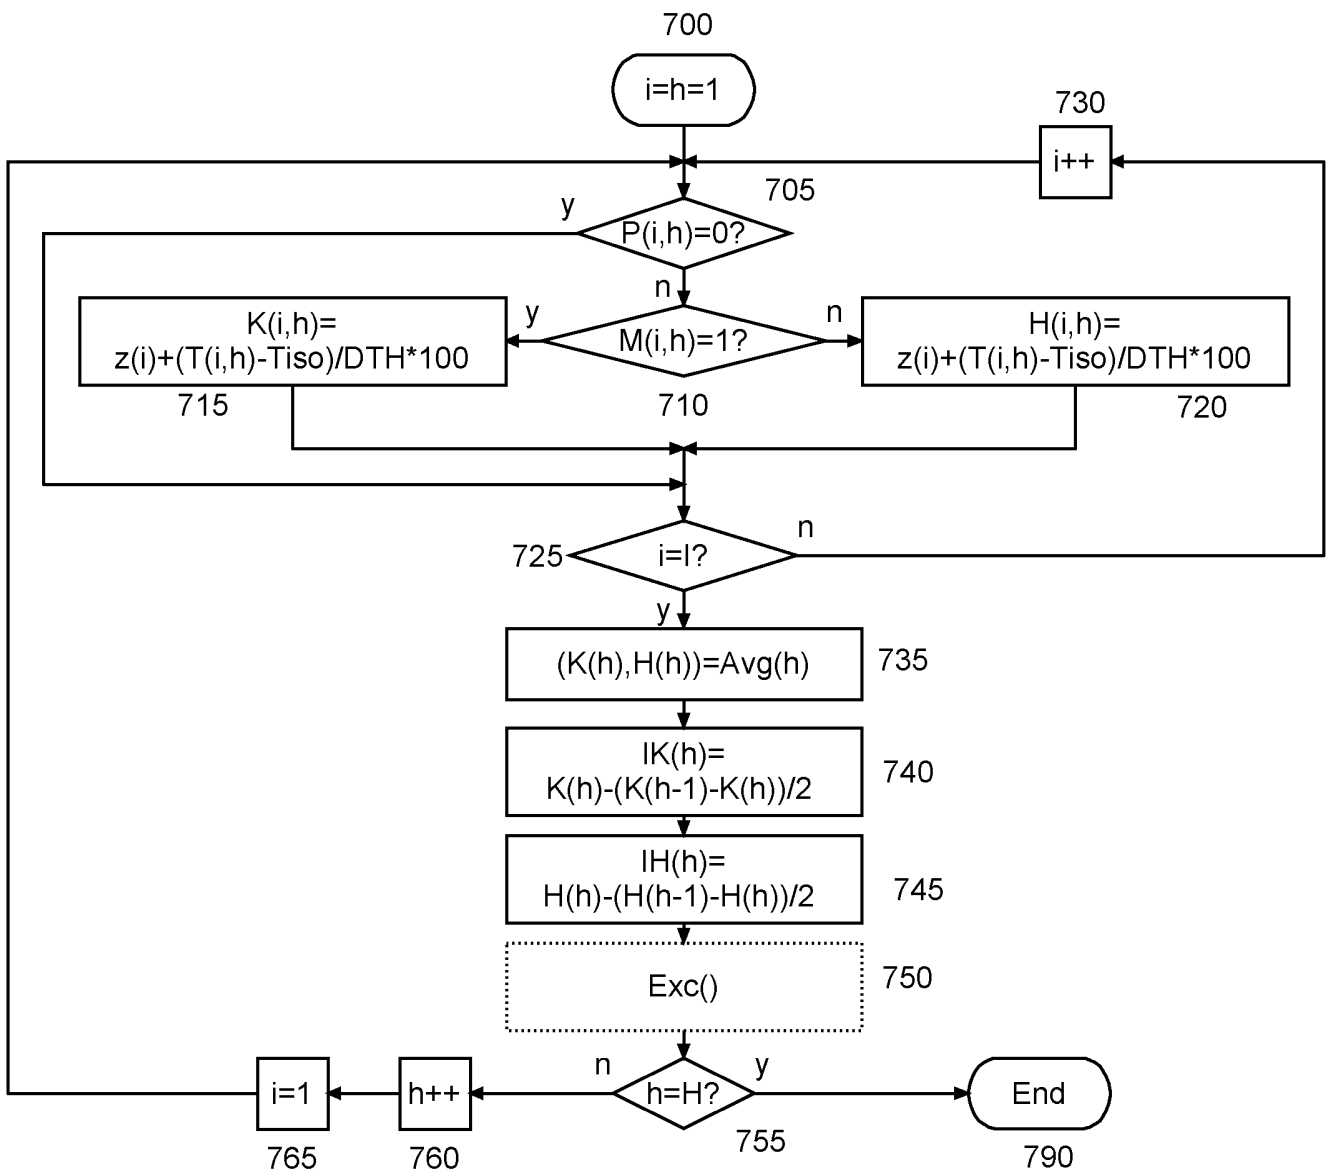 700
i=h=1
730
i++
705
y
P(i,h)=0?
n
K(i,h)=
z(i)+(T(i,h)-Tiso)/DTH*100
y
M(i,h)=1?
n
H(i,h)=
z(i)+(T(i,h)-Tiso)/DTH*100
715
710
720
n
725
i=I?
y
(K(h),H(h))=Avg(h)
735
IK(h)=
K(h)-(K(h-1)-K(h))/2
740
IH(h)=
H(h)-(H(h-1)-H(h))/2
745
Exc()
750
n
y
i=1
h++
h=H?
End
765
760
755
790